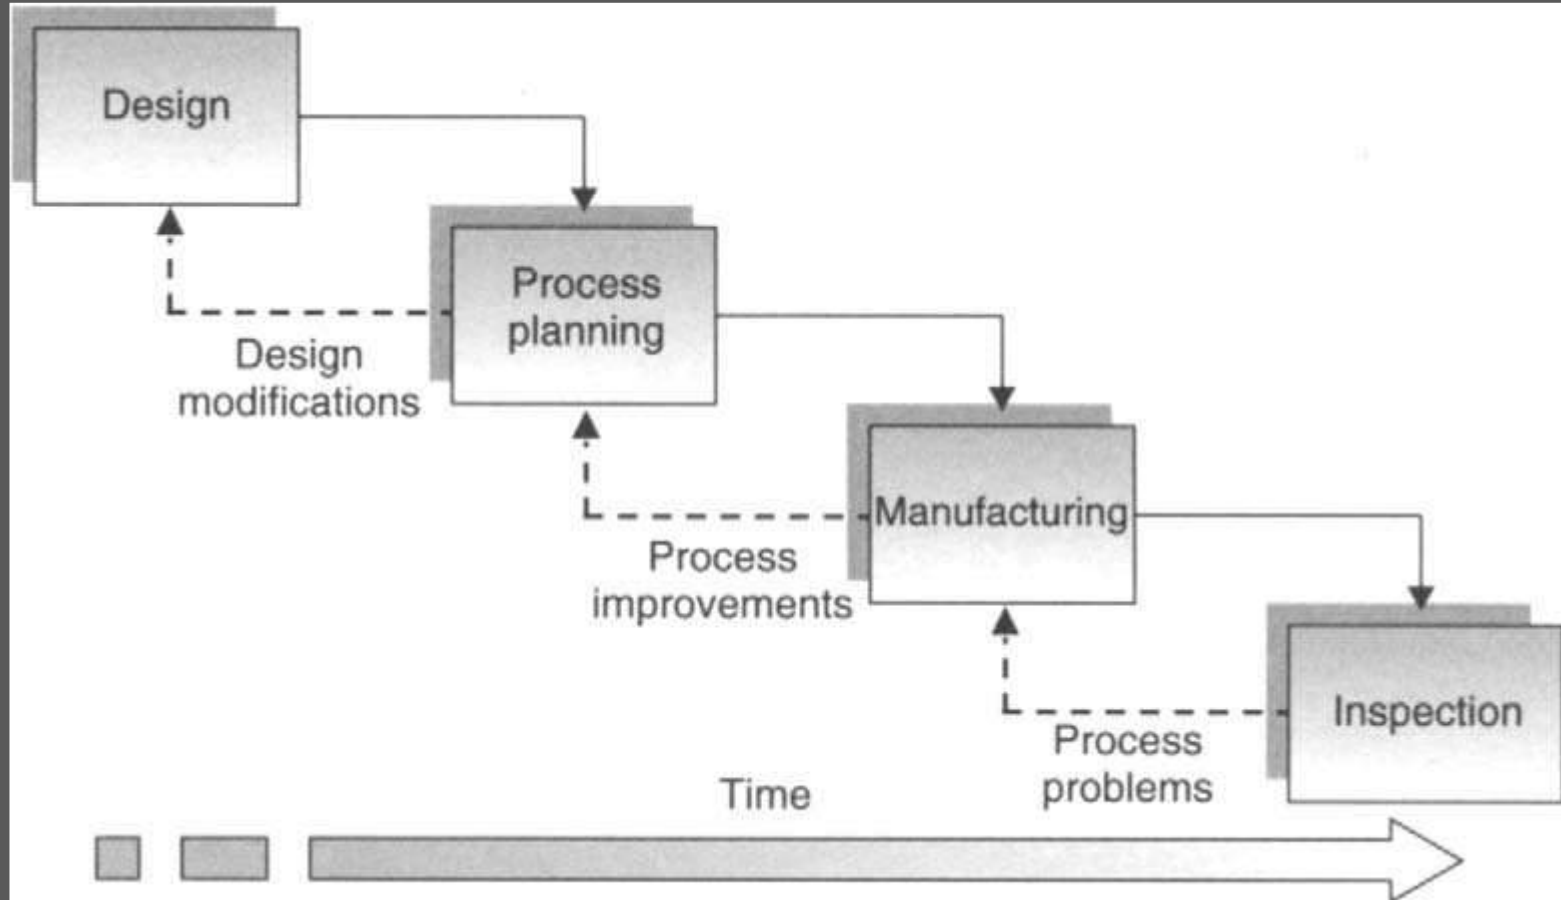 Design
Process
planning
Design
modifications
Manufacturing
Process
improvements
Inspection
Process
problems
Time